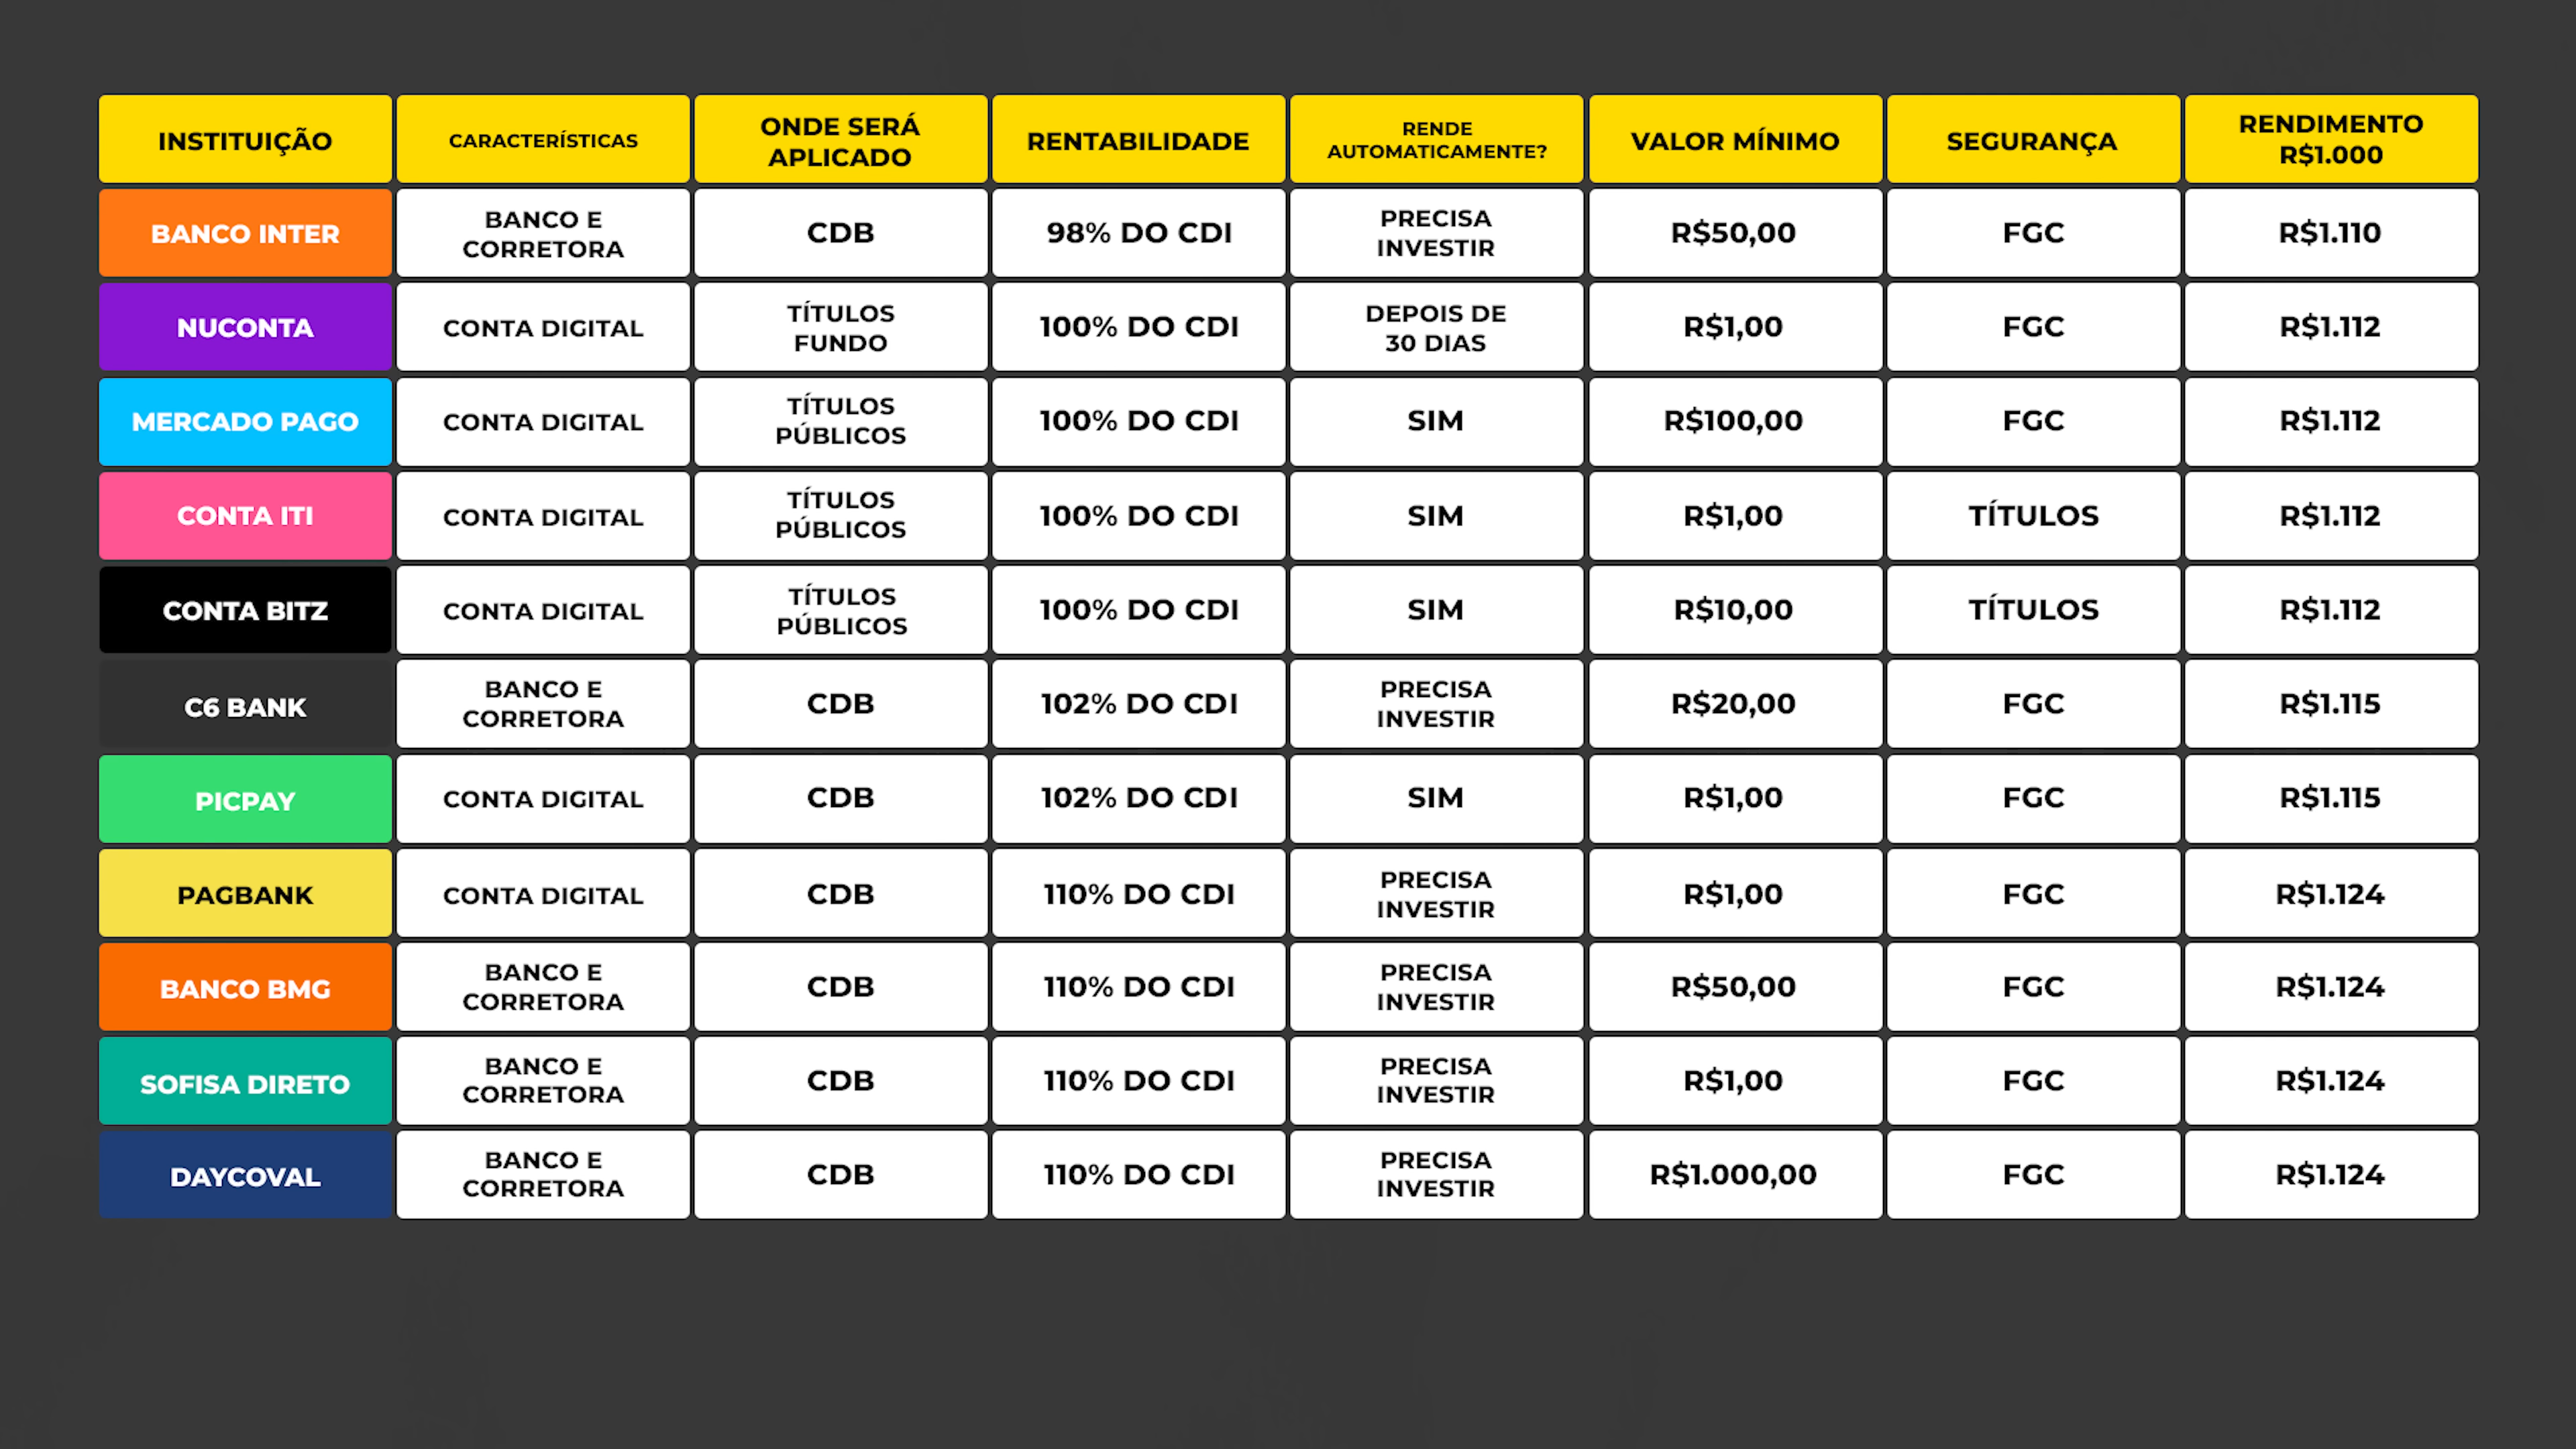 INSTITUIÇÃO
CARACTERÍSTICAS
ONDE SERÁ
APLICADO
RENTABILIDADE
RENDE
AUTOMATICAMENTE?
VALOR MÍNIMO
SEGURANÇA
RENDIMENTO
R$1.000
BANCO INTER
BANCO E
CORRETORA
CDB
98% DO CDI
PRECISA
INVESTIR
R$50,00
FGC
R$1.110
NUCONTA
CONTA DIGITAL
TÍTULOS
FUNDO
100% DO CDI
DEPOIS DE
30 DIAS
R$1,00
FGC
R$1.112
MERCADO PAGO
CONTA DIGITAL
TÍTULOS
PÚBLICOS
100% DO CDI
SIM
R$100,00
FGC
R$1.112
CONTA ITI
CONTA DIGITAL
TÍTULOS
PÚBLICOS
100% DO CDI
SIM
R$1,00
TÍTULOS
R$1.112
CONTA BITZ
CONTA DIGITAL
TÍTULOS
PÚBLICOS
100% DO CDI
SIM
R$10,00
TÍTULOS
R$1.112
C6 BANK
BANCO E
CORRETORA
CDB
102% DO CDI
PRECISA
INVESTIR
R$20,00
FGC
R$1.115
PICPAY
CONTA DIGITAL
CDB
102% DO CDI
SIM
R$1,00
FGC
R$1.115
PAGBANK
CONTA DIGITAL
CDB
110% DO CDI
PRECISA
INVESTIR
R$1,00
FGC
R$1.124
BANCO BMG
BANCO E
CORRETORA
CDB
110% DO CDI
PRECISA
INVESTIR
R$50,00
FGC
R$1.124
SOFISA DIRETO
BANCO E
CORRETORA
CDB
110% DO CDI
PRECISA
INVESTIR
R$1,00
FGC
R$1.124
DAYCOVAL
BANCO E
CORRETORA
CDB
110% DO CDI
PRECISA
INVESTIR
R$1.000,00
FGC
R$1.124